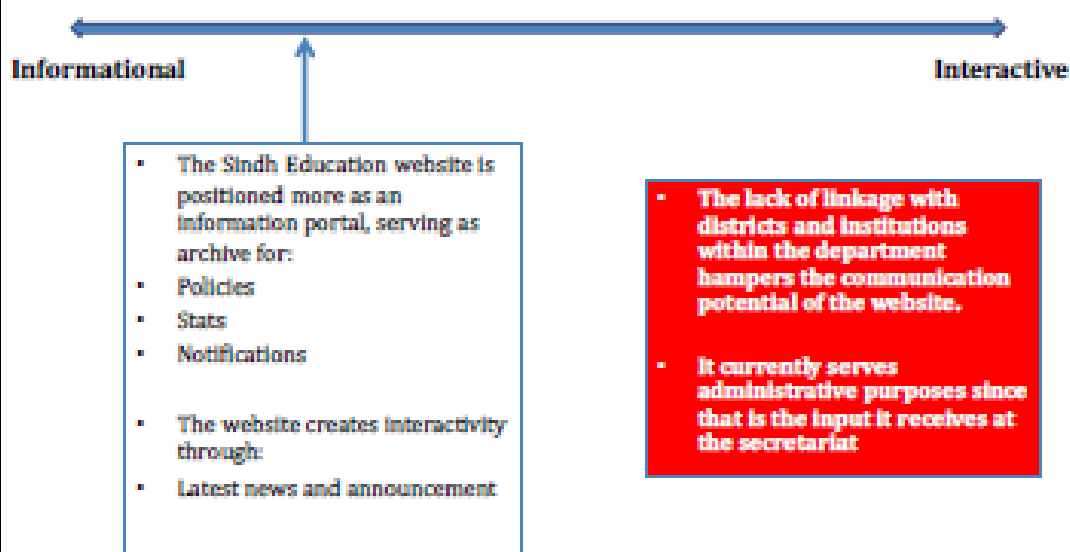 Informational
Interactive
• The Sindh Education website is
positioned more as an
information portal, serving as
archive for:
• Policies
• Stats
• Notifications
• The website creates interactivity
through:
• Latest news and announcement
• The lack of linkage with
districts and institutions
within the department
hampers the communication
potential of the website.
• It currently serves
administrative purposes since
that is the input it receives at
the secretariat